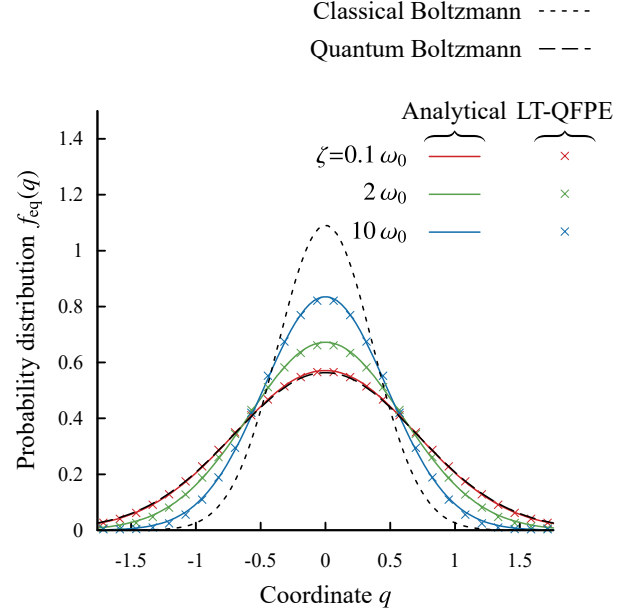 Classical Boltzmann
Quantum Boltzmann
Analytical LT-QFPE
ζ=0.1 ω₀
2 ω₀
10 ω₀
Probability distribution f_eq(q)
1.4
1.2
1
0.8
0.6
0.4
0.2
0
-1.5 -1 -0.5 0 0.5 1 1.5
Coordinate q